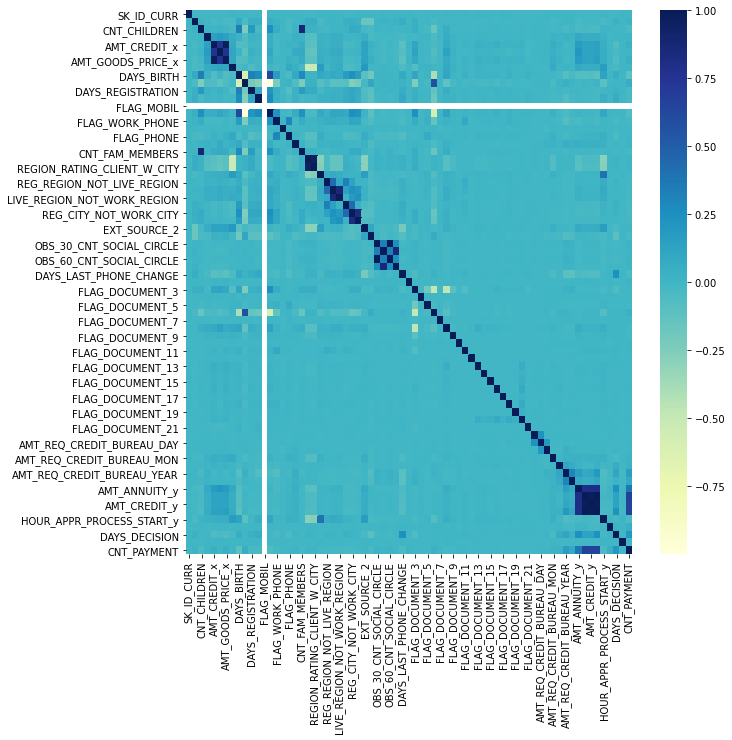 SK_ID_CURR
CNT_CHILDREN
AMT_CREDIT_x
AMT_GOODS_PRICE_x
DAYS_BIRTH
DAYS_REGISTRATION
FLAG_MOBIL
FLAG_WORK_PHONE
FLAG_PHONE
CNT_FAM_MEMBERS
REGION_RATING_CLIENT_W_CITY
REG_REGION_NOT_LIVE_REGION
LIVE_REGION_NOT_WORK_REGION
REG_CITY_NOT_WORK_CITY
EXT_SOURCE_2
OBS_30_CNT_SOCIAL_CIRCLE
OBS_60_CNT_SOCIAL_CIRCLE
DAYS_LAST_PHONE_CHANGE
FLAG_DOCUMENT_3
FLAG_DOCUMENT_5
FLAG_DOCUMENT_7
FLAG_DOCUMENT_9
FLAG_DOCUMENT_11
FLAG_DOCUMENT_13
FLAG_DOCUMENT_15
FLAG_DOCUMENT_17
FLAG_DOCUMENT_19
FLAG_DOCUMENT_21
AMT_REQ_CREDIT_BUREAU_DAY
AMT_REQ_CREDIT_BUREAU_MON
AMT_REQ_CREDIT_BUREAU_YEAR
AMT_ANNUITY_y
AMT_CREDIT_y
HOUR_APPR_PROCESS_START_y
DAYS_DECISION
CNT_PAYMENT
SK_ID_CURR
CNT_CHILDREN
AMT_CREDIT_x
AMT_GOODS_PRICE_x
DAYS_BIRTH
DAYS_REGISTRATION
FLAG_MOBIL
FLAG_WORK_PHONE
FLAG_PHONE
CNT_FAM_MEMBERS
REGION_RATING_CLIENT_W_CITY
REG_REGION_NOT_LIVE_REGION
LIVE_REGION_NOT_WORK_REGION
REG_CITY_NOT_WORK_CITY
EXT_SOURCE_2
OBS_30_CNT_SOCIAL_CIRCLE
OBS_60_CNT_SOCIAL_CIRCLE
DAYS_LAST_PHONE_CHANGE
FLAG_DOCUMENT_3
FLAG_DOCUMENT_5
FLAG_DOCUMENT_7
FLAG_DOCUMENT_9
FLAG_DOCUMENT_11
FLAG_DOCUMENT_13
FLAG_DOCUMENT_15
FLAG_DOCUMENT_17
FLAG_DOCUMENT_19
FLAG_DOCUMENT_21
AMT_REQ_CREDIT_BUREAU_DAY
AMT_REQ_CREDIT_BUREAU_MON
AMT_REQ_CREDIT_BUREAU_YEAR
AMT_ANNUITY_y
AMT_CREDIT_y
HOUR_APPR_PROCESS_START_y
DAYS_DECISION
CNT_PAYMENT
1.00
0.75
0.50
0.25
0.00
−0.25
−0.50
−0.75